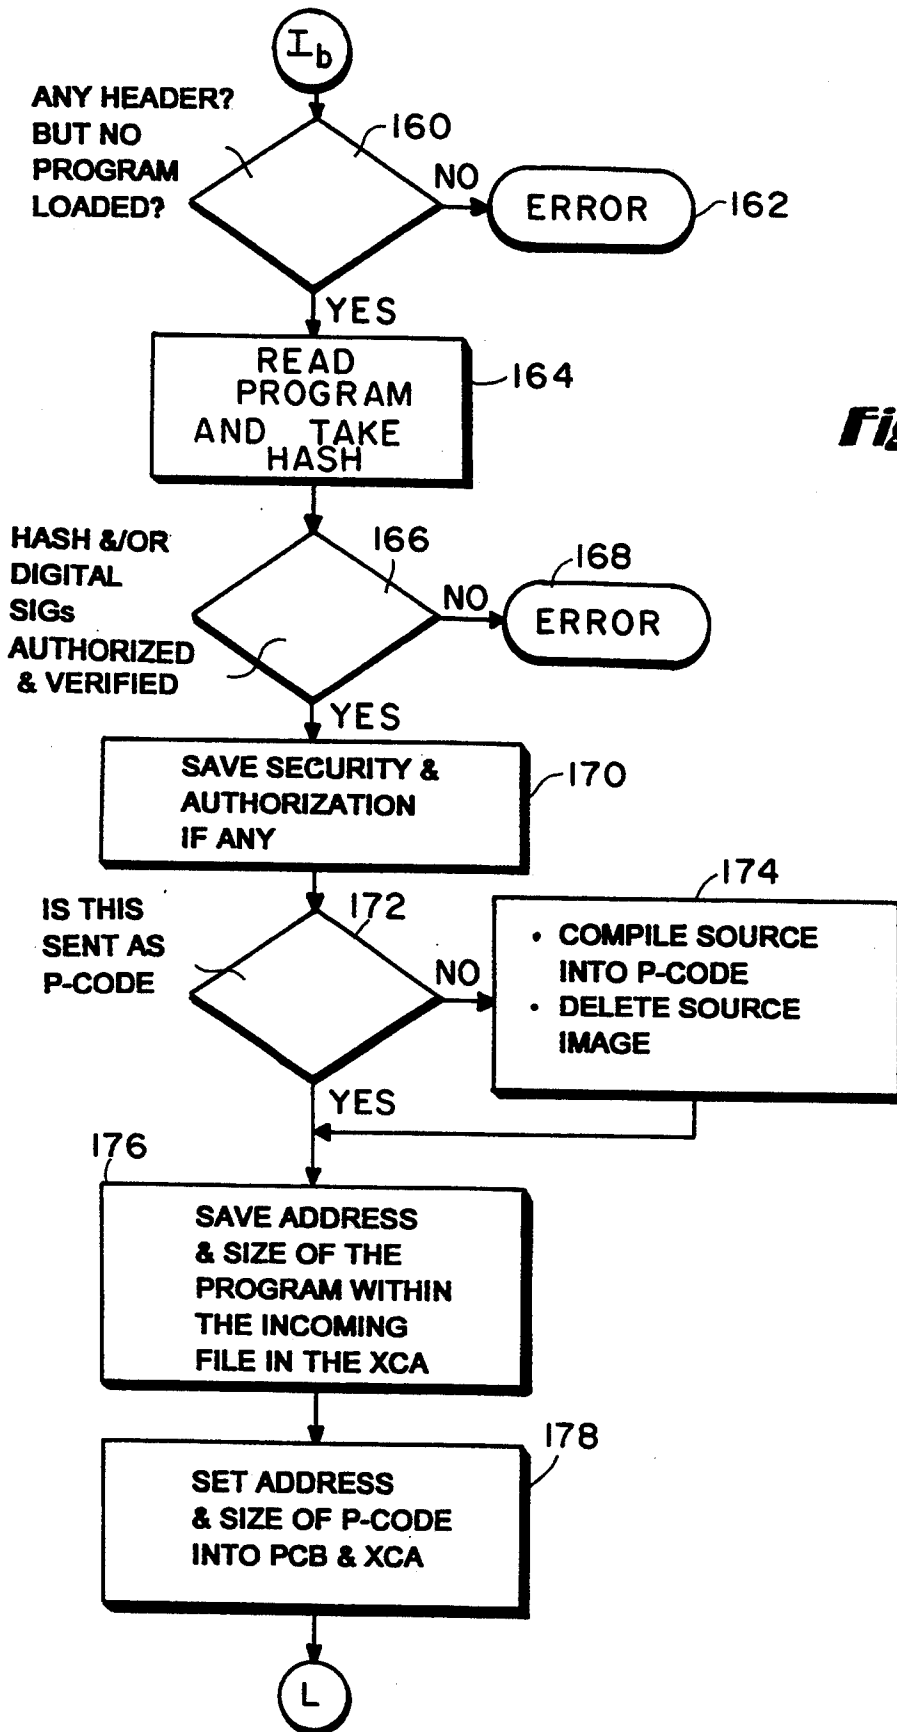 Ib
ANY HEADER?
BUT NO
PROGRAM
LOADED?
160
NO
ERROR
162
YES
READ
PROGRAM
AND TAKE
HASH
164
Fig
HASH &/OR
DIGITAL
SIGs
AUTHORIZED
& VERIFIED
166
NO
168
ERROR
YES
SAVE SECURITY &
AUTHORIZATION
IF ANY
170
IS THIS
SENT AS
P-CODE
172
NO
174
• COMPILE SOURCE
INTO P-CODE
• DELETE SOURCE
IMAGE
YES
176
SAVE ADDRESS
& SIZE OF THE
PROGRAM WITHIN
THE INCOMING
FILE IN THE XCA
178
SET ADDRESS
& SIZE OF P-CODE
INTO PCB & XCA
L